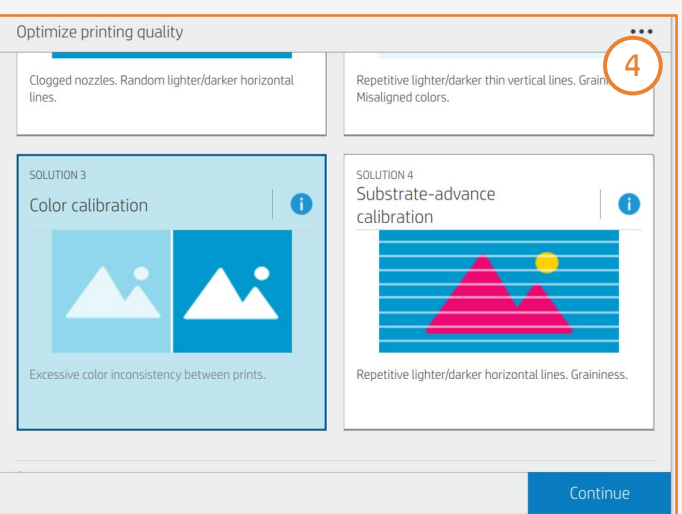 Optimize printing quality
4
Clogged nozzles. Random lighter/darker horizontal
lines.
Repetitive lighter/darker thin vertical lines.
Misaligned colors.
SOLUTION 3
Color calibration
i
Excessive color inconsistency between prints.
SOLUTION 4
Substrate-advance
calibration
i
Repetitive lighter/darker horizontal lines. Graininess.
Continue